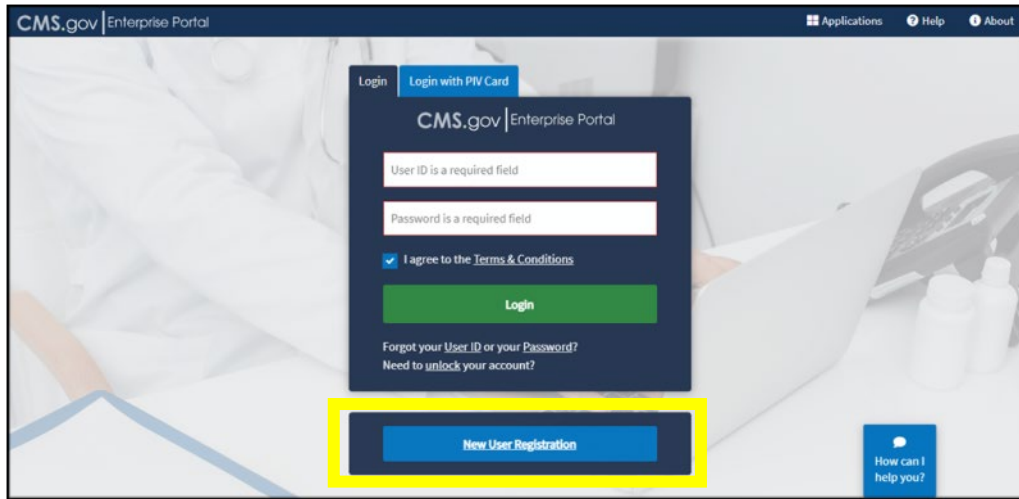 CMS.gov Enterprise Portal
Applications
Help
About
Login
Login with PIV Card
CMS.gov Enterprise Portal
User ID is a required field
Password is a required field
I agree to the Terms & Conditions
Login
Forgot your User ID or your Password?
Need to unlock your account?
New User Registration
How can I
help you?